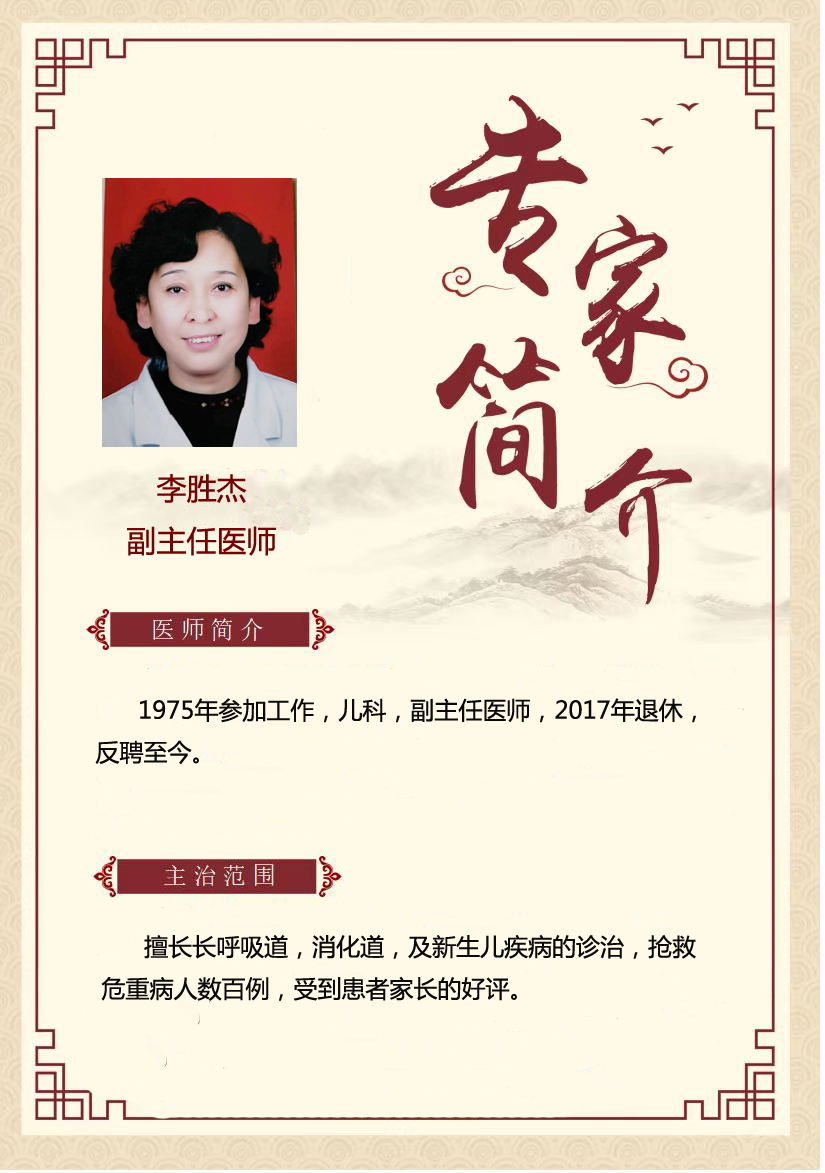 专家简介
李胜杰
副主任医师
医师简介
1975年参加工作，儿科，副主任医师，2017年退休，
反聘至今。
主治范围
擅长长呼吸道，消化道，及新生儿疾病的诊治，抢救
危重病人数百例，受到患者家长的好评。